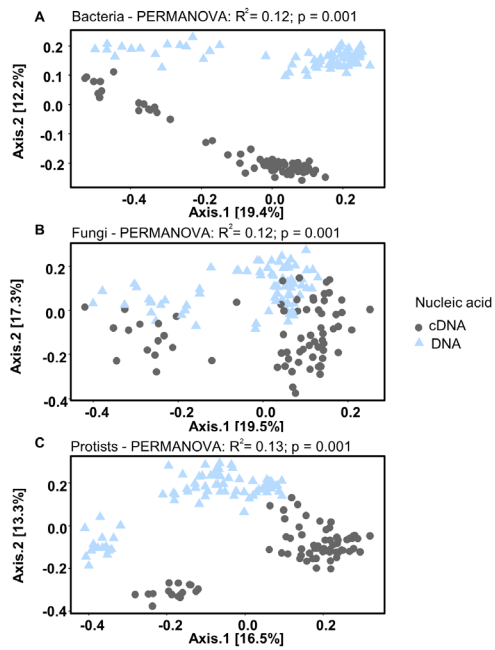 A Bacteria - PERMANOVA: R²= 0.12; p = 0.001
Axis.2 [12.2%]
0.2
0.1
0.0
-0.1
-0.2
-0.4 -0.2 0.0 0.2
Axis.1 [19.4%]
B Fungi - PERMANOVA: R²= 0.12; p = 0.001
Axis.2 [17.3%]
0.2
0.0
-0.2
-0.4
-0.4 -0.2 0.0 0.2
Axis.1 [19.5%]
Nucleic acid
cDNA
DNA
C Protists - PERMANOVA: R²= 0.13; p = 0.001
Axis.2 [13.3%]
0.2
0.0
-0.2
-0.4
-0.4 -0.2 0.0 0.2
Axis.1 [16.5%]